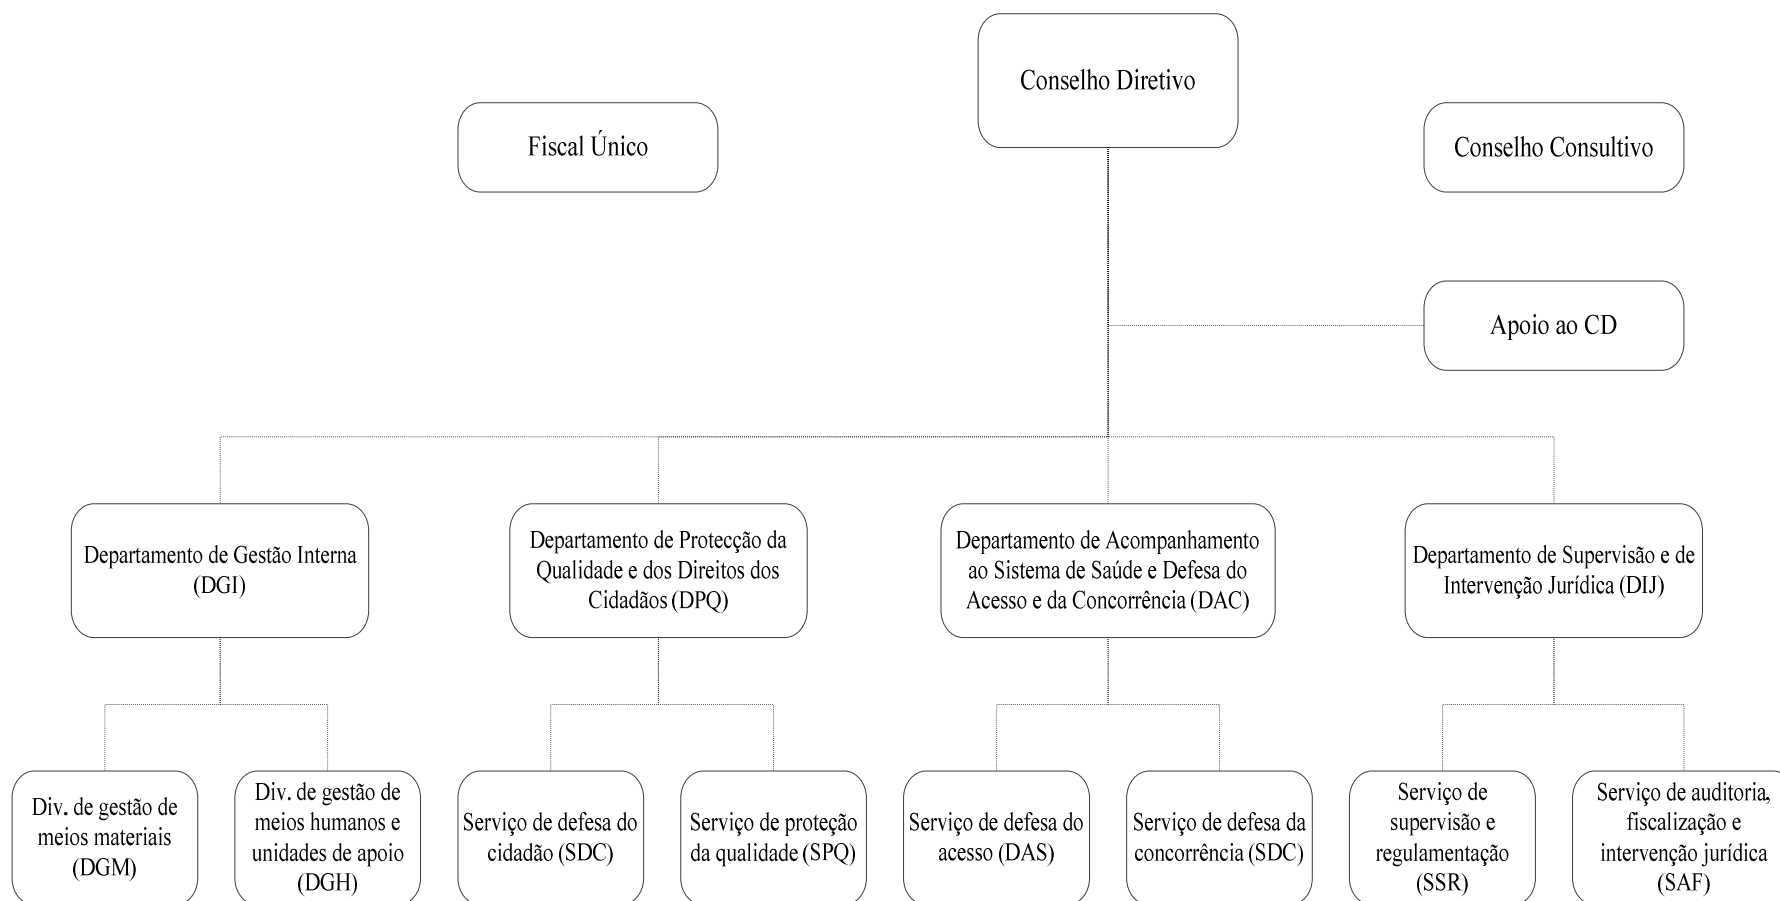 Conselho Diretivo
Fiscal Único
Conselho Consultivo
Apoio ao CD
Departamento de Gestão Interna
(DGI)
Departamento de Protecção da
Qualidade e dos Direitos dos
Cidadãos (DPQ)
Departamento de Acompanhamento
ao Sistema de Saúde e Defesa do
Acesso e da Concorrência (DAC)
Departamento de Supervisão e de
Intervenção Jurídica (DIJ)
Div. de gestão de
meios materiais
(DGM)
Div. de gestão de
meios humanos e
unidades de apoio
(DGH)
Serviço de defesa do
cidadão (SDC)
Serviço de proteção
da qualidade (SPQ)
Serviço de defesa do
acesso (DAS)
Serviço de defesa da
concorrência (SDC)
Serviço de
supervisão e
regulamentação
(SSR)
Serviço de auditoria,
fiscalização e
intervenção jurídica
(SAF)